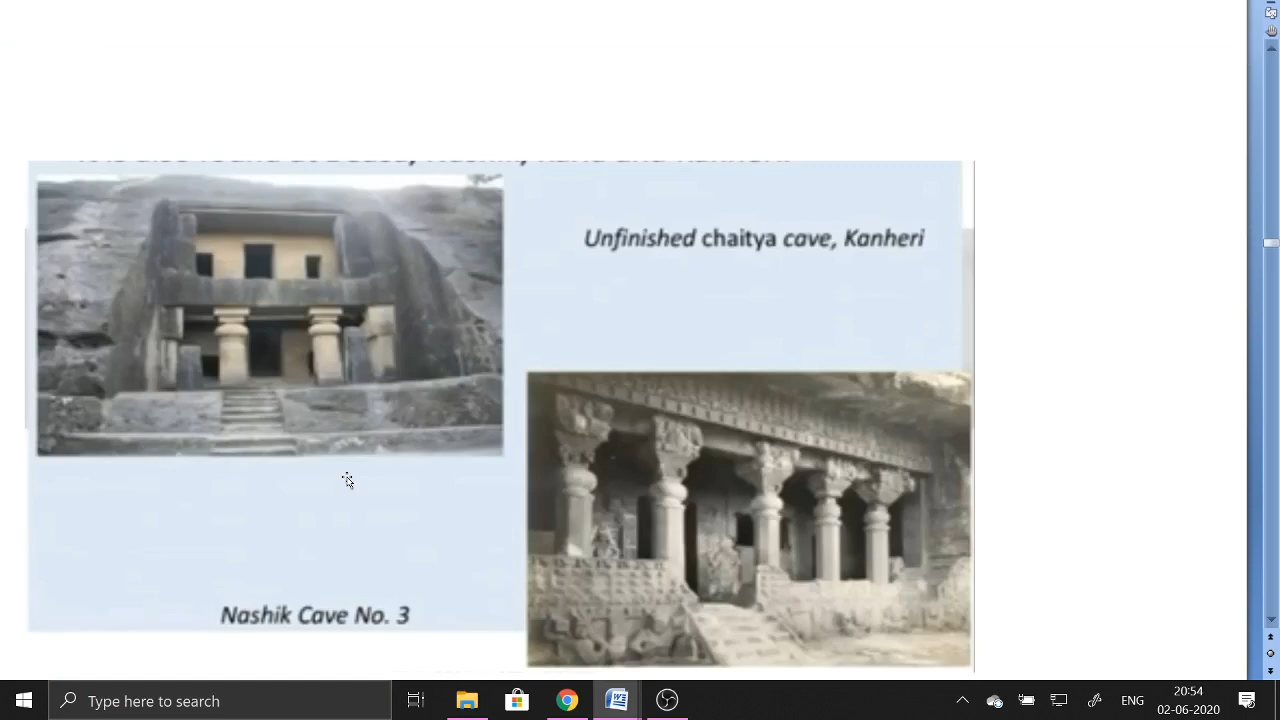 Unfinished chaitya cave, Kanheri
Nashik Cave No. 3
Type here to search
ENG
20:54
02-06-2020